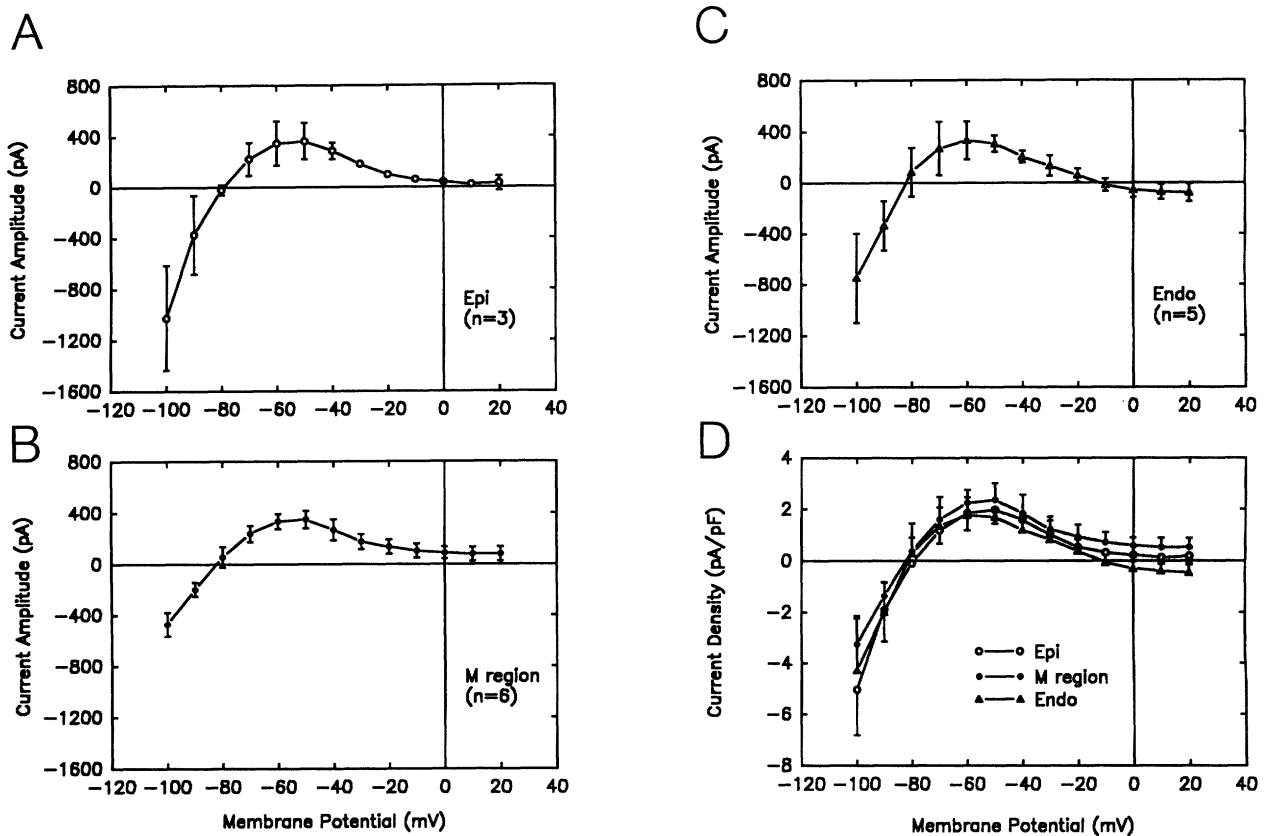 A
800
400
0
-400
-800
-1200
-1600
Current Amplitude (pA)
Epi
(n=3)
-120 -100 -80 -60 -40 -20 0 20 40
B
800
400
0
-400
-800
-1200
-1600
Current Amplitude (pA)
M region
(n=6)
-120 -100 -80 -60 -40 -20 0 20 40
Membrane Potential (mV)
C
800
400
0
-400
-800
-1200
-1600
Current Amplitude (pA)
Endo
(n=5)
-120 -100 -80 -60 -40 -20 0 20 40
D
4
2
0
-2
-4
-6
-8
Current Density (pA/pF)
Epi
M region
Endo
-120 -100 -80 -60 -40 -20 0 20 40
Membrane Potential (mV)